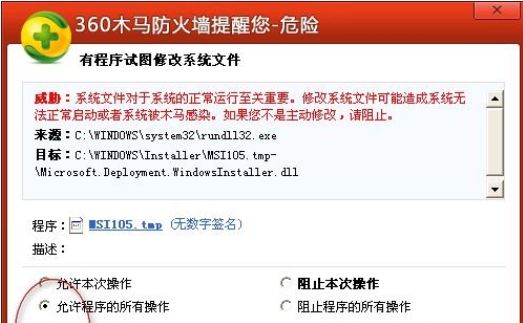 360木马防火墙提醒您-危险
有程序试图修改系统文件
威胁：系统文件对于系统的正常运行至关重要。修改系统文件可能造成系统无
法正常启动或者系统被木马感染。如果您不是主动修改，请阻止。
来源：C:\WINDOWS\system32\rundll32.exe
目标：C:\WINDOWS\Installer\MSI105.tmp-
\Microsoft.Deployment.WindowsInstaller.dll
程序： MSI105.tmp (无数字签名)
描述：
允许本次操作 阻止本次操作
允许程序的所有操作 阻止程序的所有操作